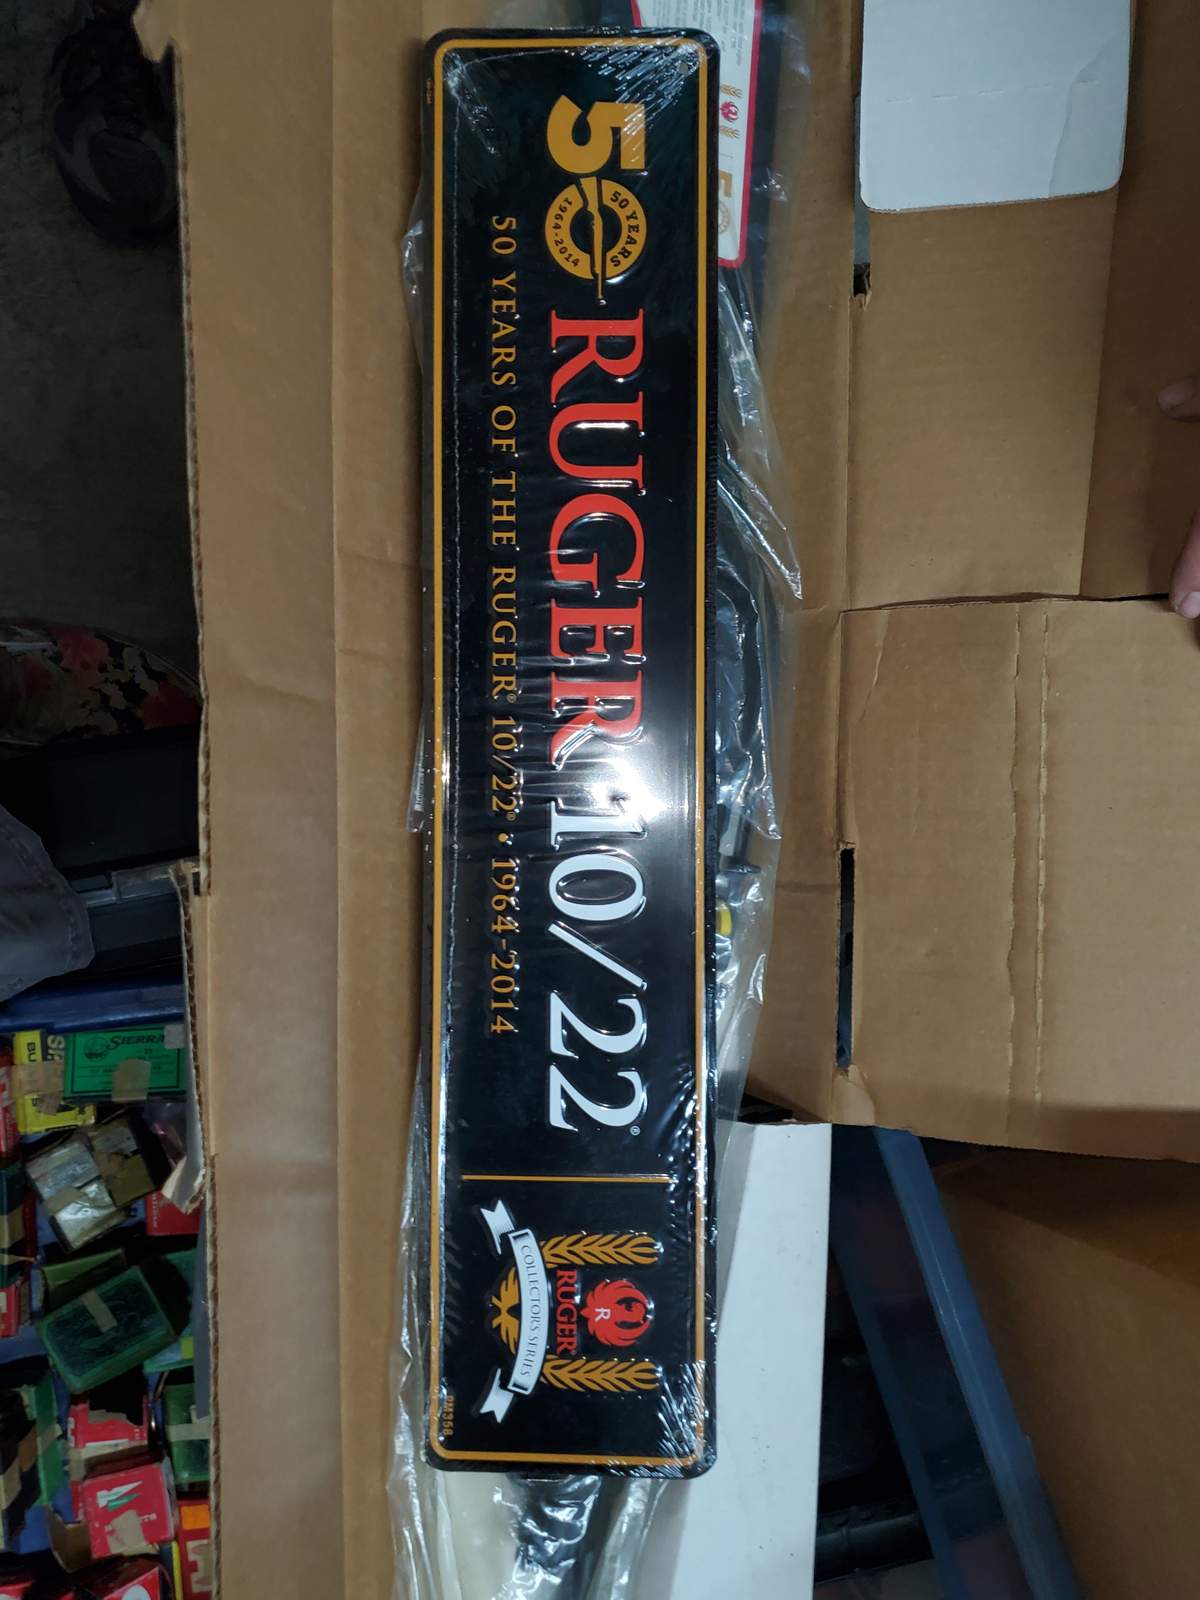 50
50 YEARS
1964-2014
RUGER 10/22®
50 YEARS OF THE RUGER® 10/22® • 1964-2014
R
RUGER
COLLECTOR'S SERIES
SIERRA